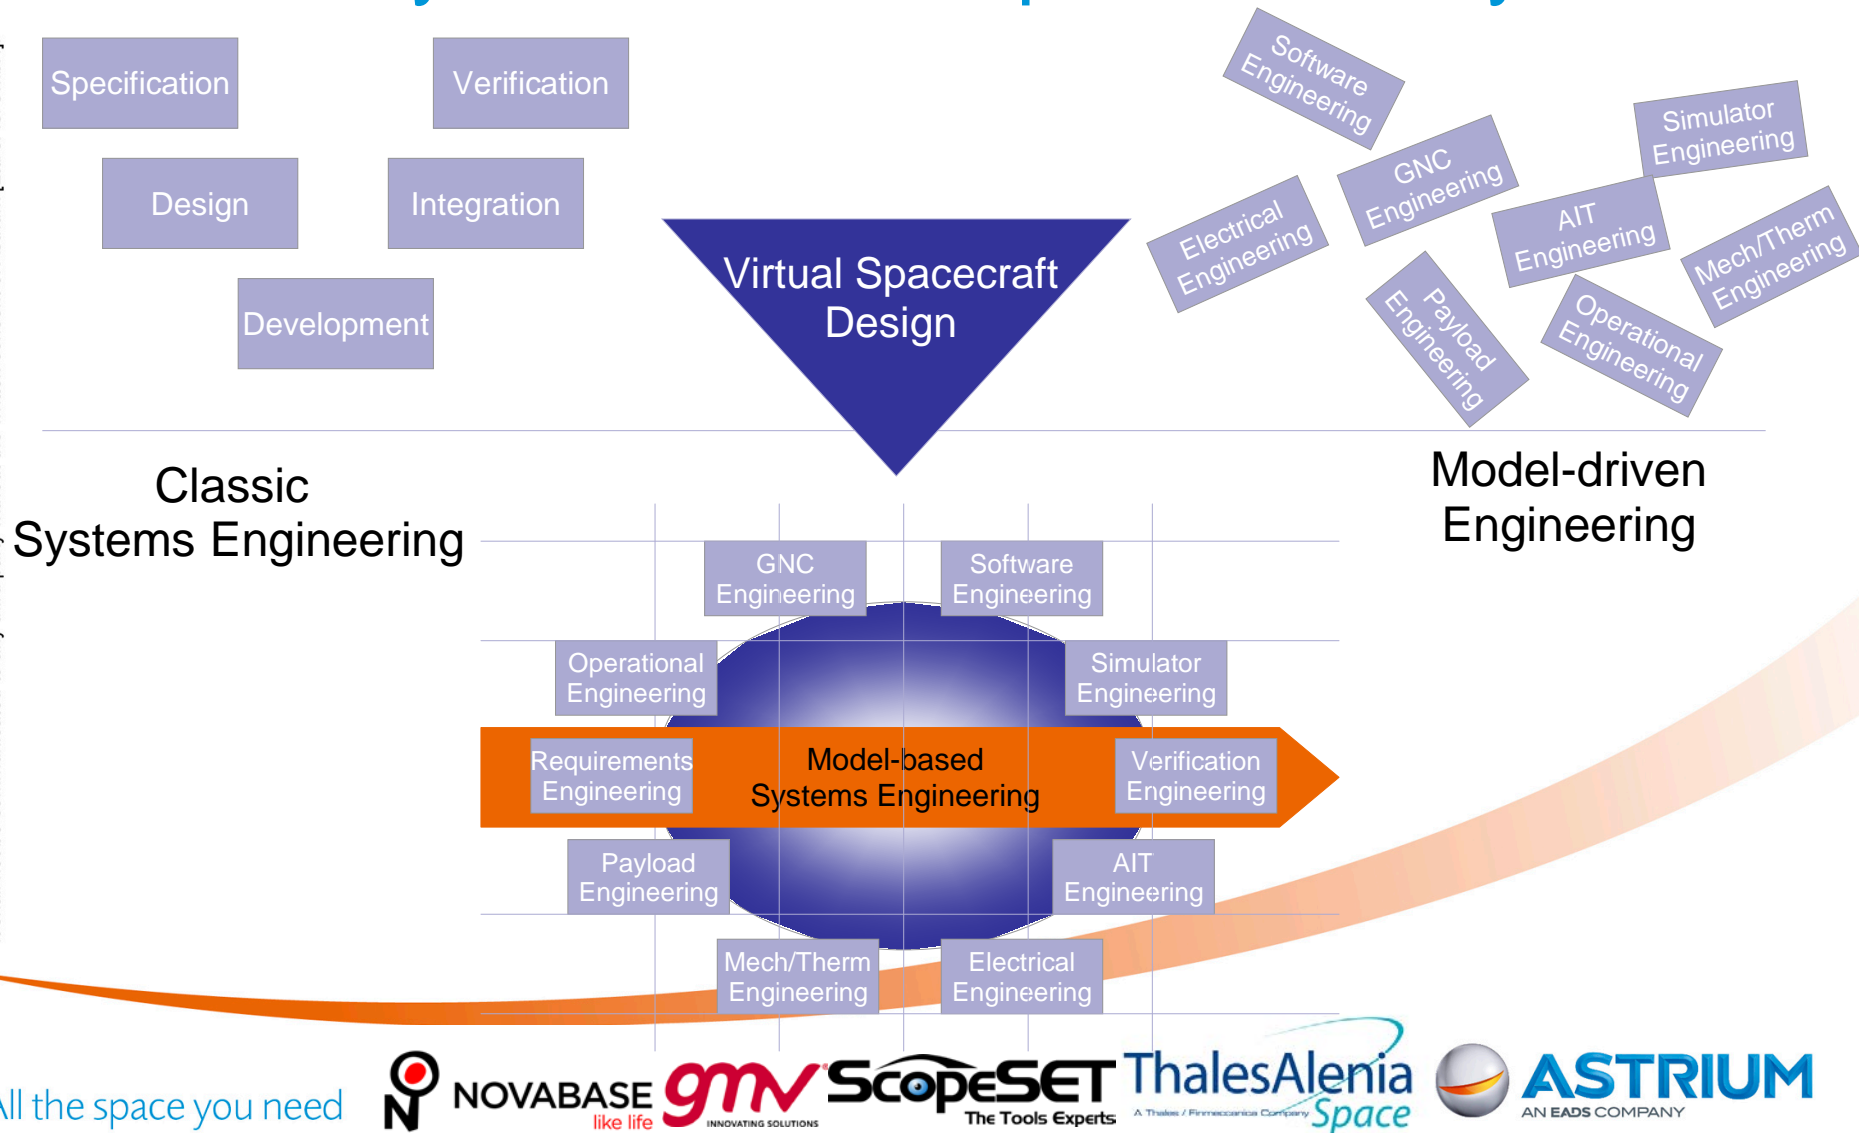 Specification
Verification
Design
Integration
Development
Virtual Spacecraft
Design
Software
Engineering
GNC
Engineering
Simulator
Engineering
Electrical
Engineering
AIT
Engineering
Mech/Therm
Engineering
Payload
Engineering
Operational
Engineering
Classic
Systems Engineering
Model-driven
Engineering
GNC
Engineering
Software
Engineering
Operational
Engineering
Simulator
Engineering
Requirements
Engineering
Model-based
Systems Engineering
Verification
Engineering
Payload
Engineering
AIT
Engineering
Mech/Therm
Engineering
Electrical
Engineering
All the space you need
NOVABASE
like life
gmv
INNOVATING SOLUTIONS
ScopeSET
The Tools Experts
ThalesAlenia
A Thales / Finmeccanica Company
Space
ASTRIUM
AN EADS COMPANY